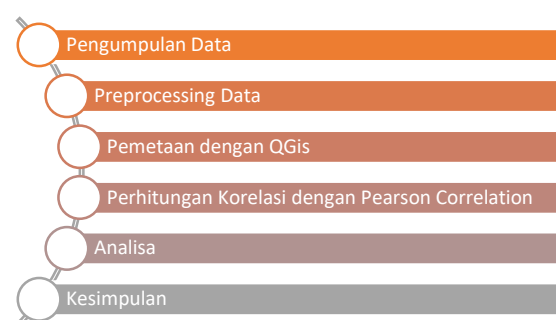 Pengumpulan Data
Preprocessing Data
Pemetaan dengan QGis
Perhitungan Korelasi dengan Pearson Correlation
Analisa
Kesimpulan